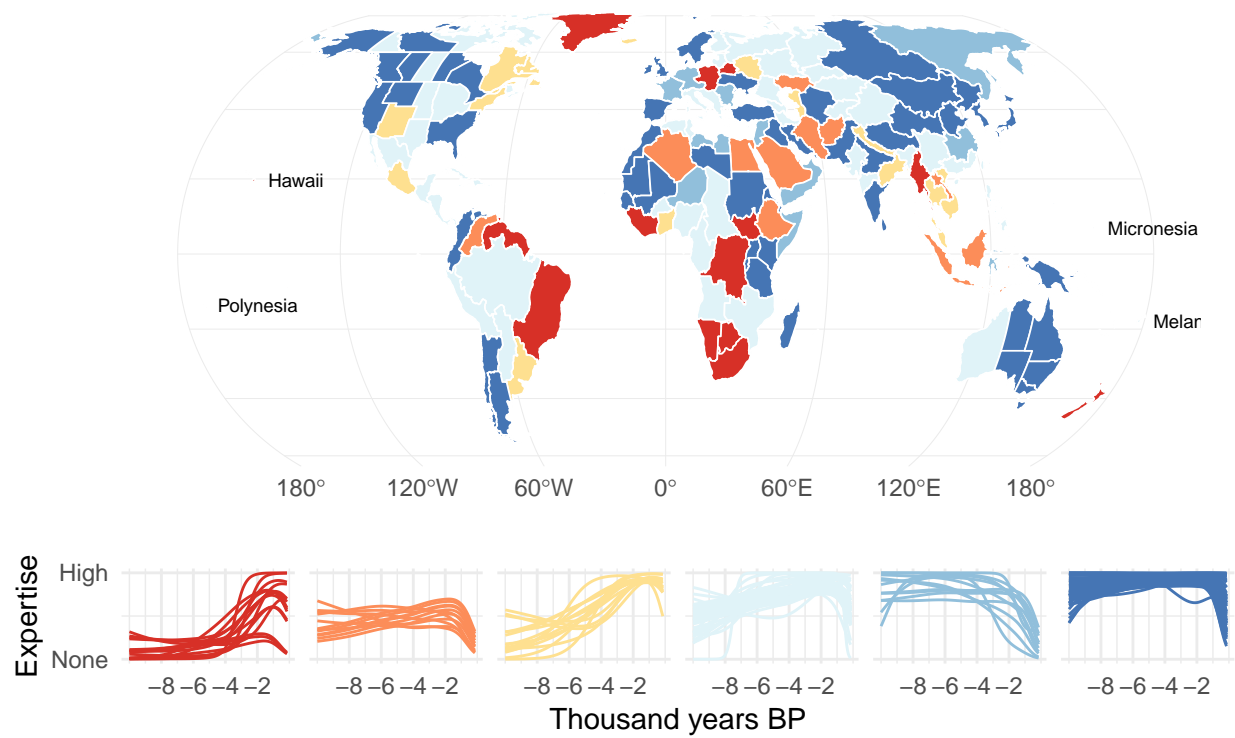 Hawaii
Micronesia
Polynesia
Melar
180° 120°W 60°W 0° 60°E 120°E 180°
Expertise
High
None
−8 −6 −4 −2 −8 −6 −4 −2 −8 −6 −4 −2 −8 −6 −4 −2 −8 −6 −4 −2 −8 −6 −4 −2
Thousand years BP